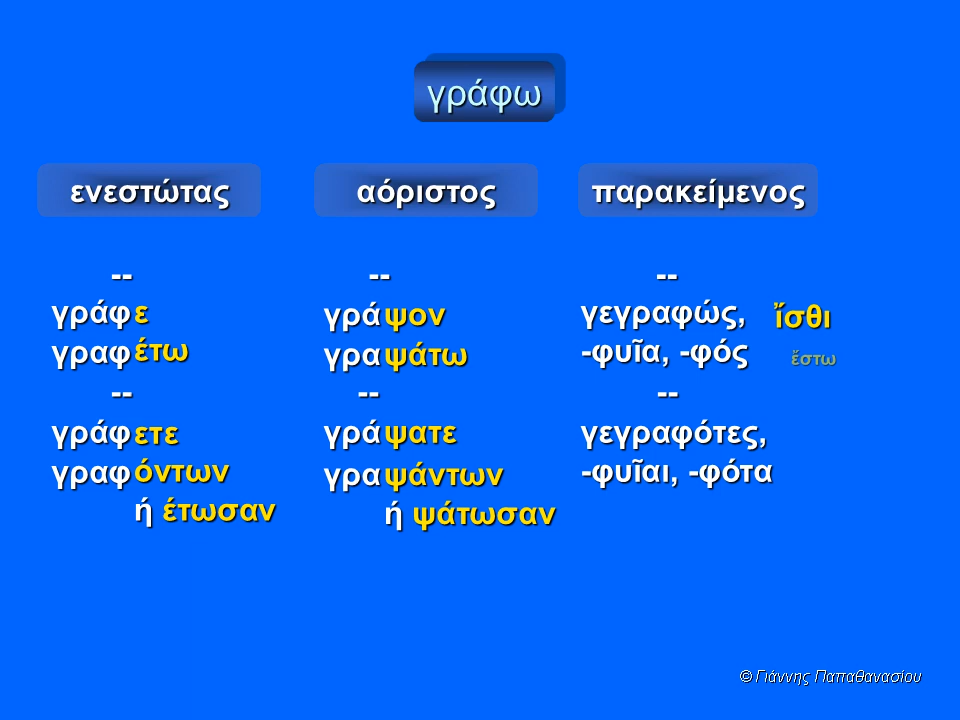 γράφω
ενεστώτας
--
γράφε
γραφέτω
--
γράφετε
γραφόντων
ή έτωσαν
αόριστος
--
γράψον
γραψάτω
--
γράψατε
γραψάντων
ή ψάτωσαν
παρακείμενος
--
γεγραφώς, ἴσθι
-φυῖα, -φός ἔστω
--
γεγραφότες,
-φυῖαι, -φότα
© Γιάννης Παπαθανασίου